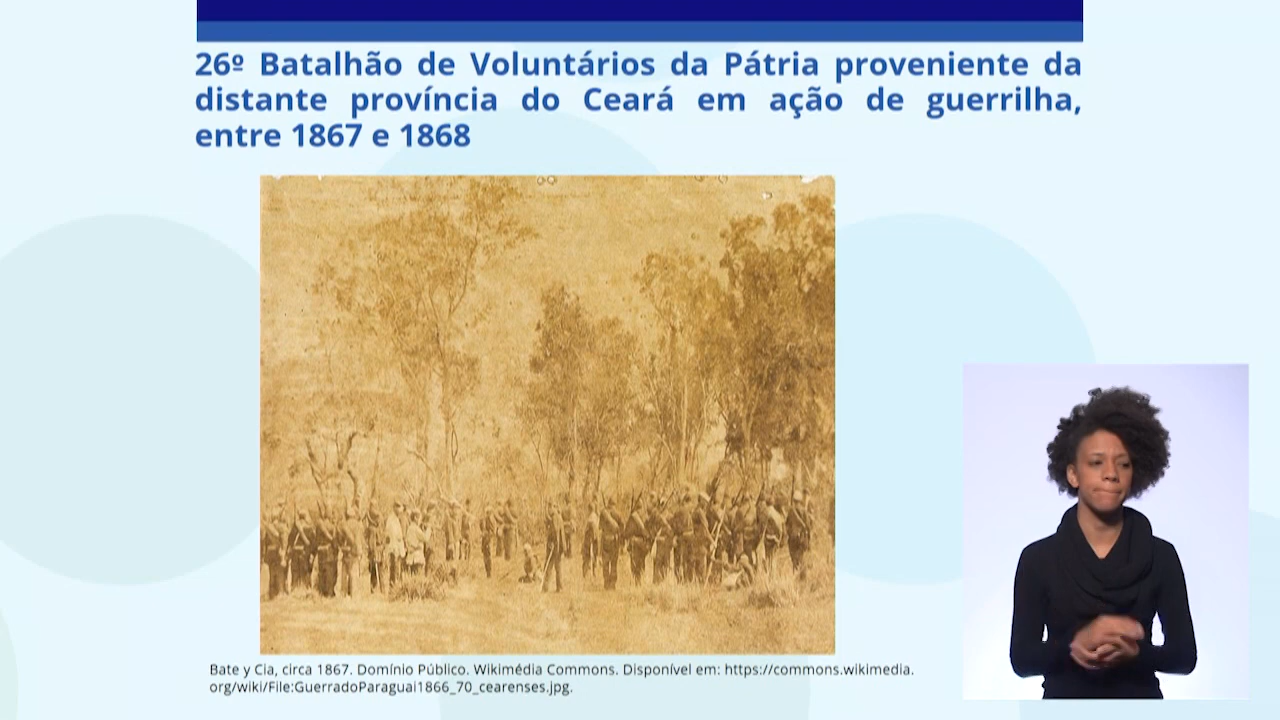 26º Batalhão de Voluntários da Pátria proveniente da
distante província do Ceará em ação de guerrilha,
entre 1867 e 1868
Bate y Cia, circa 1867. Domínio Público. Wikimédia Commons. Disponível em: https://commons.wikimedia.
org/wiki/File:GuerradoParaguai1866_70_cearenses.jpg.